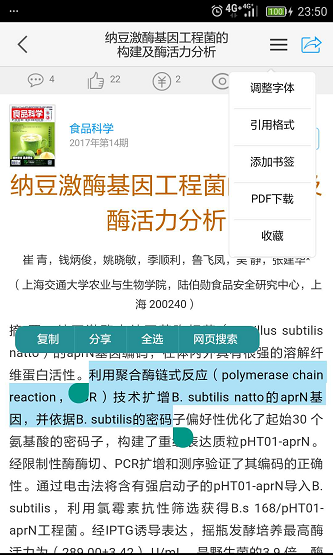 4G 4G+ 23:50
纳豆激酶基因工程菌的
构建及酶活力分析
4 22 2
调整字体
引用格式
添加书签
PDF下载
收藏
食品科学
食品科学
2017年第14期
纳豆激酶基因工程菌的
酶活力分析
崔 青，钱炳俊，姚晓敏，季顺利，鲁飞凤，吴 静，张建华*
（上海交通大学农业与生物学院，陆伯勋食品安全研究中心，上
海 200240）
复制 分享 全选 网页搜索
摘 llus subtilis
natto）的aprN基因编码，在体内外具有很强的溶解纤
维蛋白活性。利用聚合酶链式反应（polymerase chain
reaction， R）技术扩增B. subtilis natto的aprN基
因，并依据B. subtilis的密码子偏好性优化了起始30 个
氨基酸的密码子，构建了重 表达质粒pHT01-aprN。
经限制性酶酶切、PCR扩增和测序验证了其编码的正确
性。通过电击法将含有强启动子的pHT01-aprN导入B.
subtilis，利用氯霉素抗性筛选获得B.s 168/pHT01-
aprN工程菌。经IPTG诱导表达，摇瓶发酵培养最高酶
活力为（289.00±3.42）U/mL，是野生菌的3.9 倍，酶